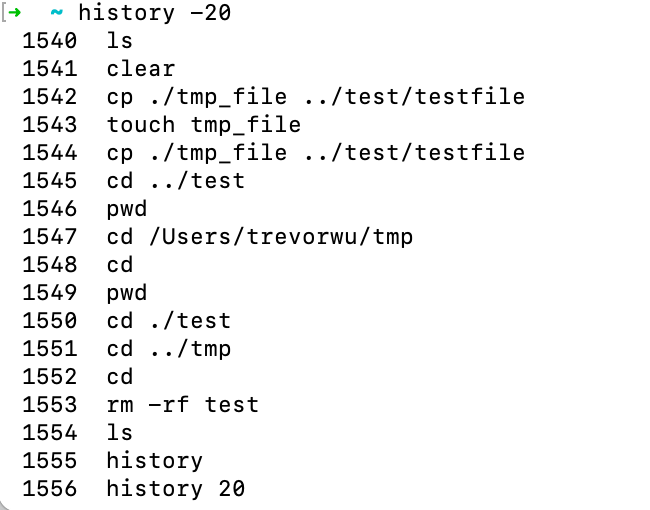 [➜  ~ history -20
 1540  ls
 1541  clear
 1542  cp ./tmp_file ../test/testfile
 1543  touch tmp_file
 1544  cp ./tmp_file ../test/testfile
 1545  cd ../test
 1546  pwd
 1547  cd /Users/trevorwu/tmp
 1548  cd
 1549  pwd
 1550  cd ./test
 1551  cd ../tmp
 1552  cd
 1553  rm -rf test
 1554  ls
 1555  history
 1556  history 20